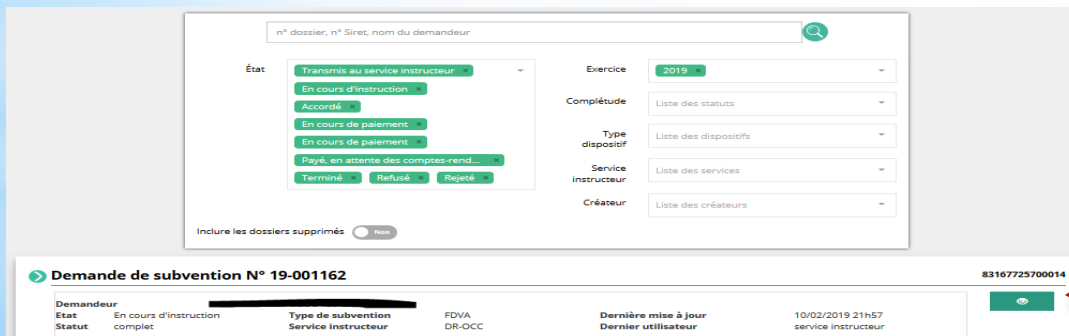 n° dossier, n° Siret, nom du demandeur
État
Transmis au service instructeur ×
En cours d'instruction ×
Accordé ×
En cours de paiement ×
En cours de paiement ×
Payé, en attente des comptes-rend... ×
Terminé × Refusé × Rejeté ×
Exercice 2019 ×
Complétude Liste des statuts
Type dispositif Liste des dispositifs
Service instructeur Liste des services
Créateur Liste des créateurs
Inclure les dossiers supprimés Non
Demande de subvention N° 19-001162 83167725700014
Demandeur
Etat En cours d'instruction Type de subvention FDVA Dernière mise à jour 10/02/2019 21h57
Statut complet Service instructeur DR-OCC Dernier utilisateur service instructeur